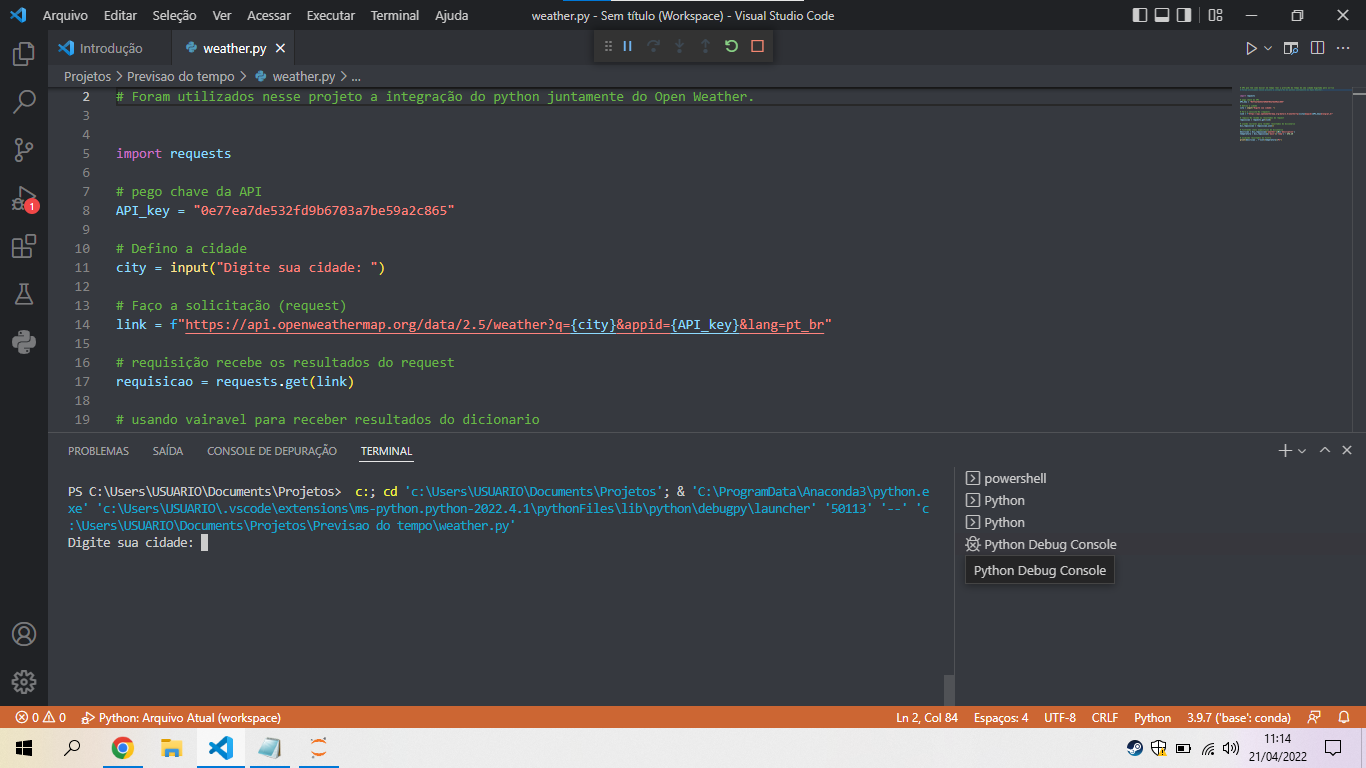 Arquivo Editar Seleção Ver Acessar Executar Terminal Ajuda weather.py - Sem título (Workspace) - Visual Studio Code
Introdução weather.py
Projetos > Previsao do tempo > weather.py > ...
2 # Foram utilizados nesse projeto a integração do python juntamente do Open Weather.
3
4
5 import requests
6
7 # pego chave da API
8 API_key = "0e77ea7de532fd9b6703a7be59a2c865"
9
10 # Defino a cidade
11 city = input("Digite sua cidade: ")
12
13 # Faço a solicitação (request)
14 link = f"https://api.openweathermap.org/data/2.5/weather?q={city}&appid={API_key}&lang=pt_br"
15
16 # requisição recebe os resultados do request
17 requisicao = requests.get(link)
18
19 # usando vairavel para receber resultados do dicionario
1
PROBLEMAS SAÍDA CONSOLE DE DEPURAÇÃO TERMINAL
PS C:\Users\USUARIO\Documents\Projetos> c:; cd 'c:\Users\USUARIO\Documents\Projetos'; & 'C:\ProgramData\Anaconda3\python.e
xe' 'c:\Users\USUARIO\.vscode\extensions\ms-python.python-2022.4.1\pythonFiles\lib\python\debugpy\launcher' '50113' '--' 'c
:\Users\USUARIO\Documents\Projetos\Previsao do tempo\weather.py'
Digite sua cidade:
powershell
Python
Python
Python Debug Console
Python Debug Console
0 0 Python: Arquivo Atual (workspace) Ln 2, Col 84 Espaços: 4 UTF-8 CRLF Python 3.9.7 ('base': conda)
11:14
21/04/2022